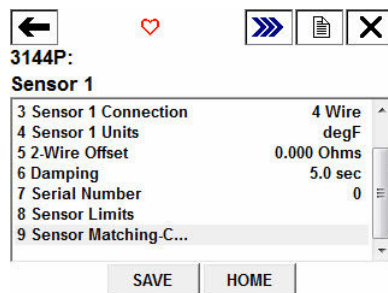 3144P:
Sensor 1
3 Sensor 1 Connection 4 Wire
4 Sensor 1 Units degF
5 2-Wire Offset 0.000 Ohms
6 Damping 5.0 sec
7 Serial Number 0
8 Sensor Limits
9 Sensor Matching-C...
SAVE HOME